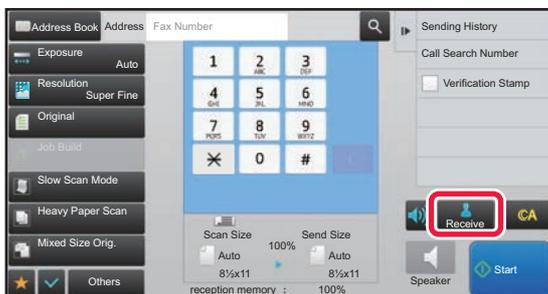 Address Book
Address
Fax Number
Exposure
Auto
Resolution
Super Fine
Original
Job Build
Slow Scan Mode
Heavy Paper Scan
Mixed Size Orig.
Others
1
2
ABC
3
DEF
4
GHI
5
JKL
6
MNO
7
PQRS
8
TUV
9
WXYZ
0
#
Scan Size
100%
Send Size
Auto
Auto
8½x11
8½x11
reception memory : 100%
Sending History
Call Search Number
Verification Stamp
Receive
CA
Speaker
Start